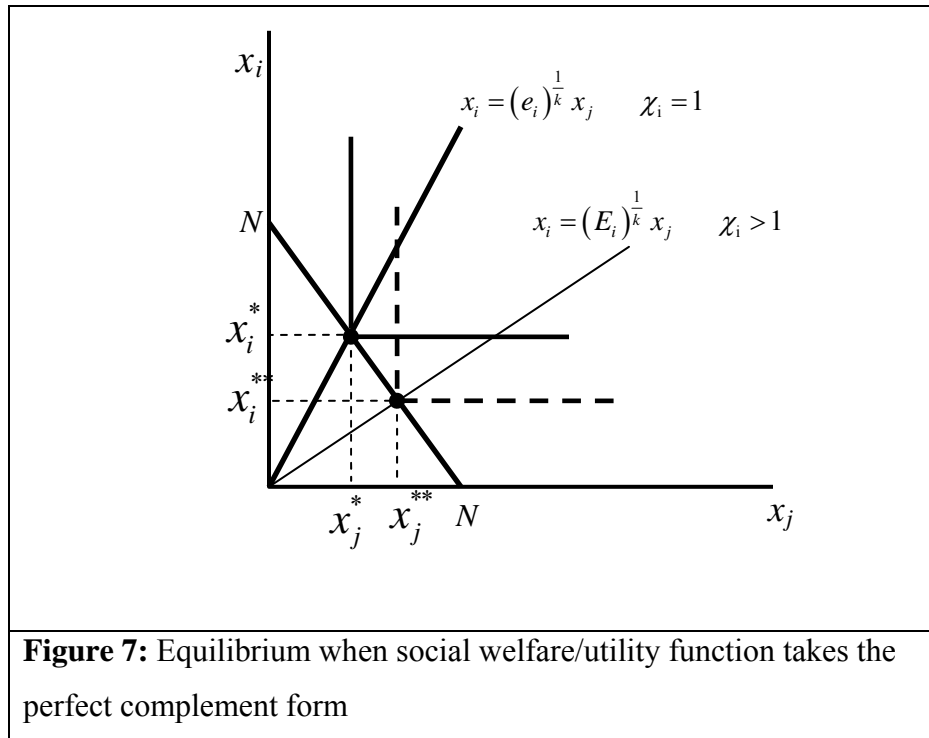 x_i
x_i = (e_i)^{1/k} x_j    χ_i = 1
N
x_i = (E_i)^{1/k} x_j    χ_i > 1
x_i^*
x_i^{**}
x_j^*  x_j^{**}  N
x_j
Figure 7: Equilibrium when social welfare/utility function takes the
perfect complement form